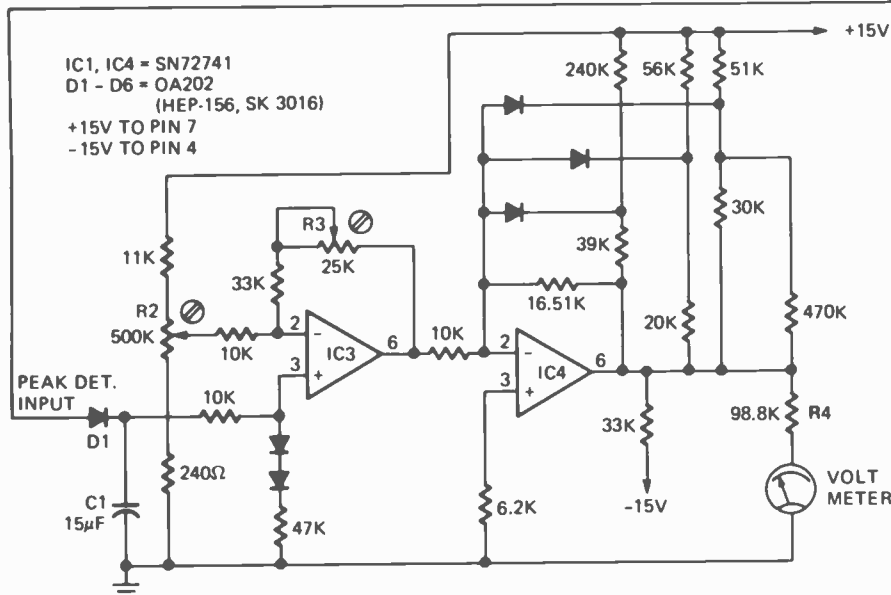 IC1, IC4 = SN72741
D1 – D6 = OA202
(HEP-156, SK 3016)
+15V TO PIN 7
–15V TO PIN 4
+15V
240K
56K
51K
30K
39K
16.51K
20K
470K
11K
R2
500K
R3
25K
33K
10K
2
–
IC3
6
3
+
10K
2
–
IC4
6
3
+
PEAK DET.
INPUT
D1
10K
240Ω
C1
15μF
47K
6.2K
33K
–15V
98.8K
R4
VOLT
METER